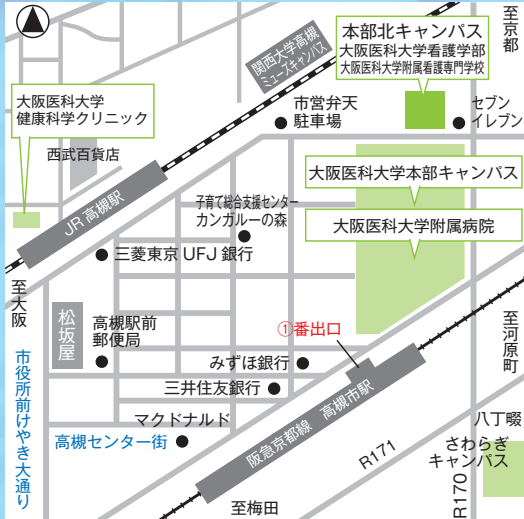 至京都
関西大学高槻
ミューズキャンパス
本部北キャンパス
大阪医科大学看護学部
大阪医科大学附属看護専門学校
大阪医科大学
健康科学クリニック
市営弁天
駐車場
セブン
イレブン
西武百貨店
大阪医科大学本部キャンパス
JR高槻駅
子育て総合支援センター
カンガルーの森
大阪医科大学附属病院
三菱東京UFJ銀行
至大阪
松坂屋
高槻駅前
郵便局
①番出口
至河原町
みずほ銀行
三井住友銀行
市役所前けやき大通り
マクドナルド
高槻センター街
阪急京都線 高槻市駅
八丁畷
さわらぎ
キャンパス
R171
R170
至梅田